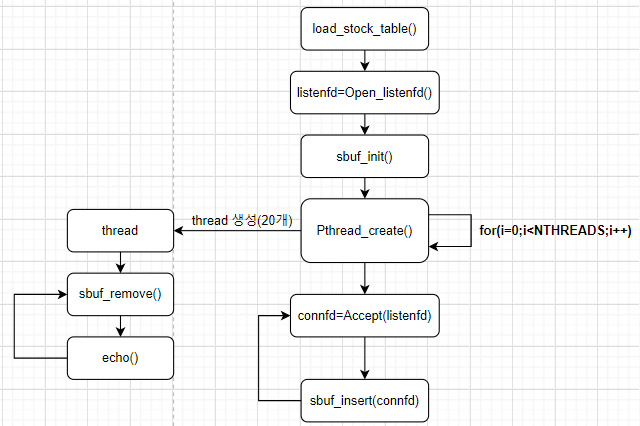 load_stock_table()
listenfd=Open_listenfd()
sbuf_init()
thread 생성(20개)
thread
Pthread_create()
for(i=0;i<NTHREADS;i++)
sbuf_remove()
connfd=Accept(listenfd)
echo()
sbuf_insert(connfd)